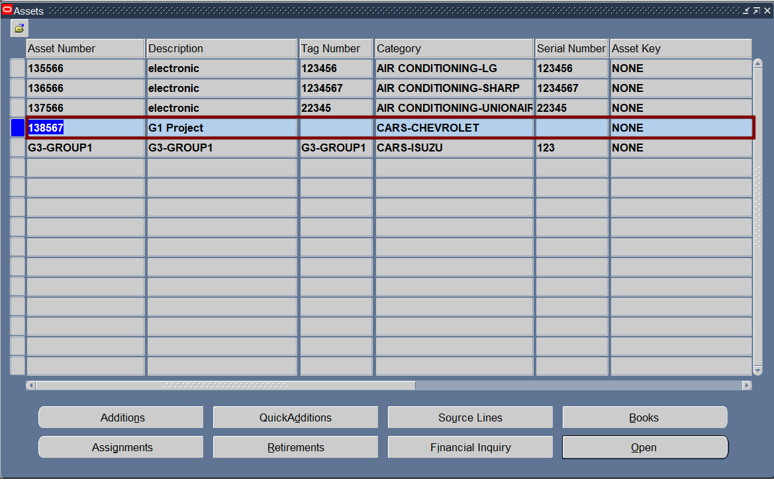 Assets
Asset Number Description Tag Number Category Serial Number Asset Key
135566 electronic 123456 AIR CONDITIONING-LG 123456 NONE
136566 electronic 1234567 AIR CONDITIONING-SHARP 1234567 NONE
137566 electronic 22345 AIR CONDITIONING-UNIONAIR 22345 NONE
138567 G1 Project CARS-CHEVROLET NONE
G3-GROUP1 G3-GROUP1 G3-GROUP1 CARS-ISUZU 123 NONE
Additions QuickAdditions Source Lines Books
Assignments Retirements Financial Inquiry Open